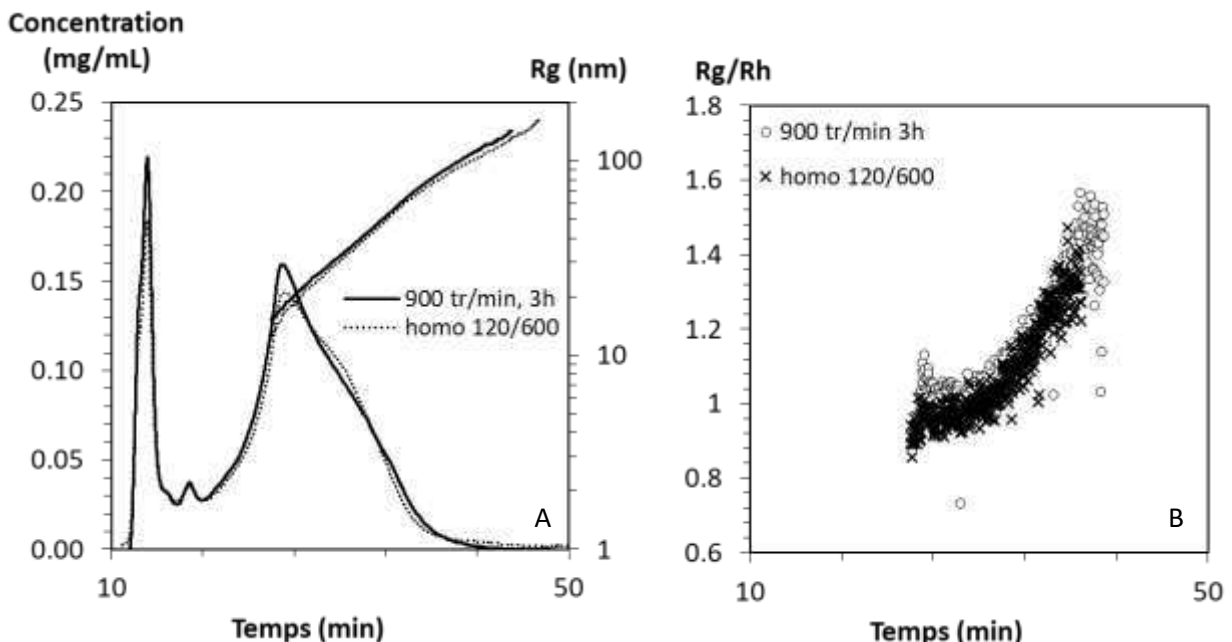 Concentration
(mg/mL)
Rg (nm)
0.25
0.20
0.15
0.10
0.05
0.00
100
10
1
900 tr/min, 3h
homo 120/600
A
10
50
Temps (min)
Rg/Rh
1.8
1.6
1.4
1.2
1
0.8
0.6
900 tr/min 3h
homo 120/600
B
10
50
Temps (min)